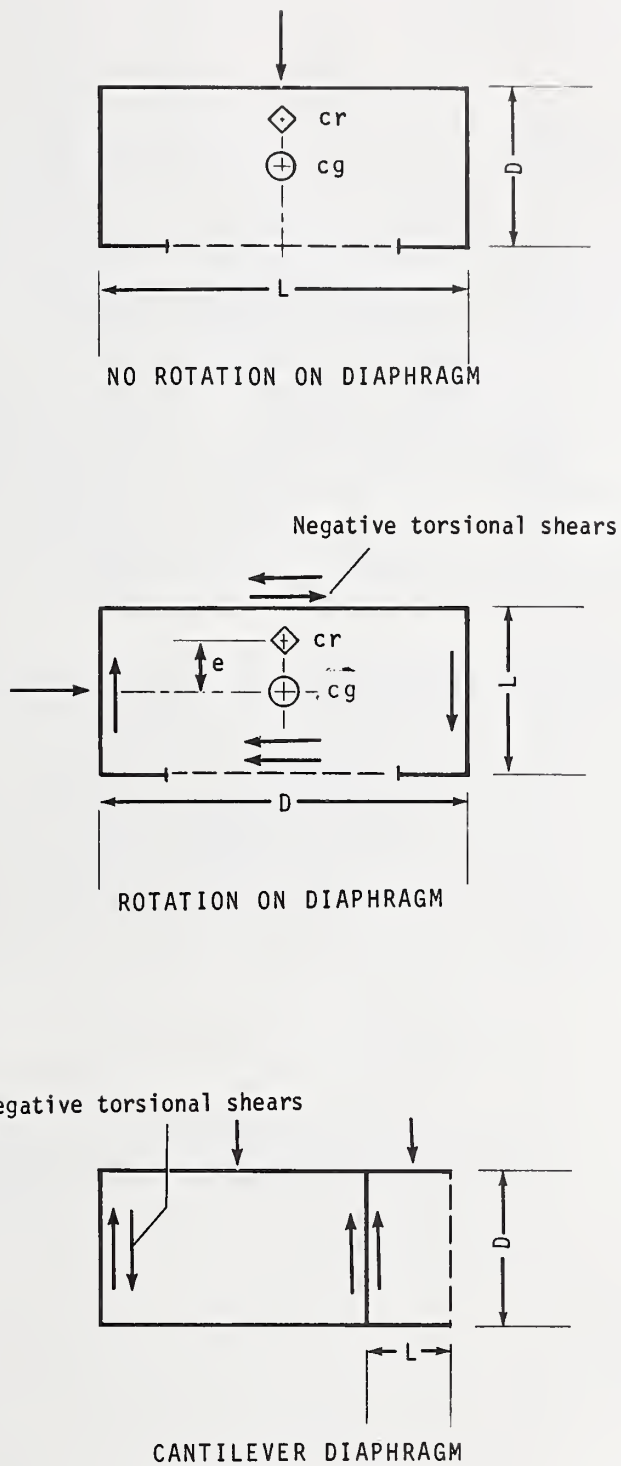 cr
cg
D
L
NO ROTATION ON DIAPHRAGM
Negative torsional shears
cr
e
cg
L
D
ROTATION ON DIAPHRAGM
egative torsional shears
D
L
CANTILEVER DIAPHRAGM